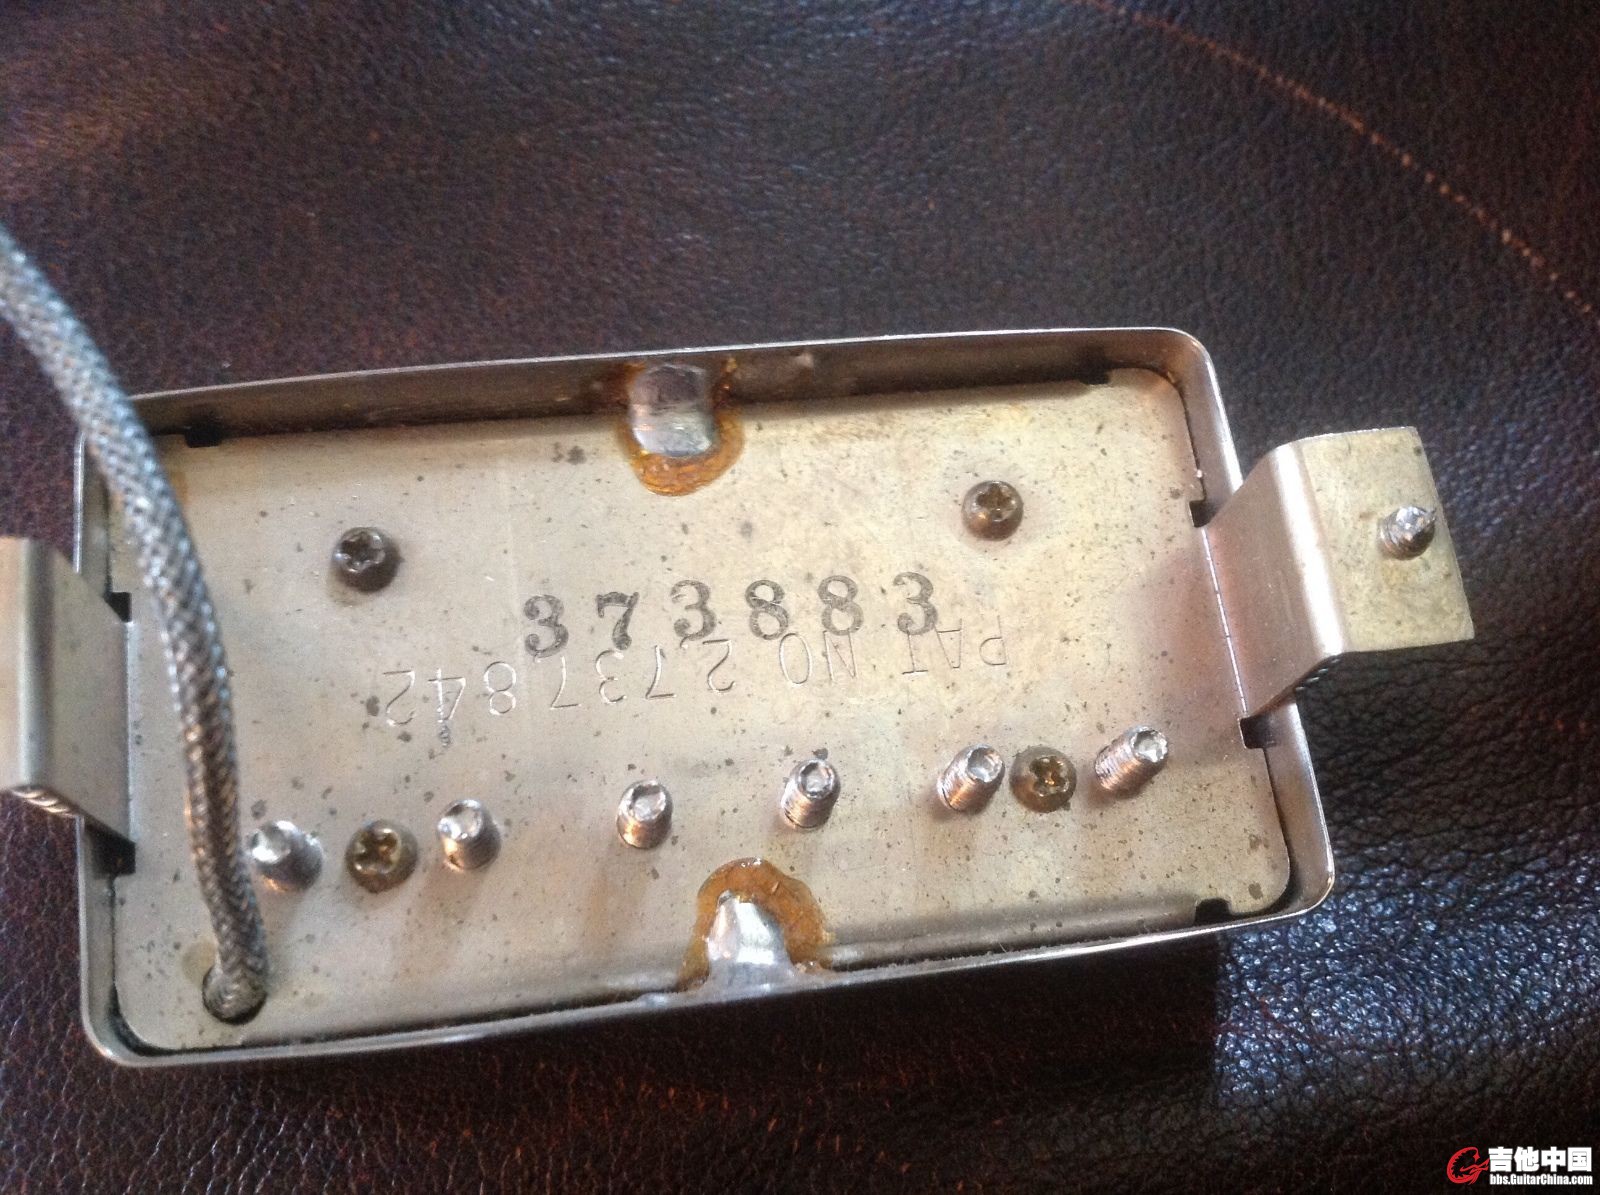 373883
PAT NO 2737842
吉他中国
bbs.GuitarChina.com